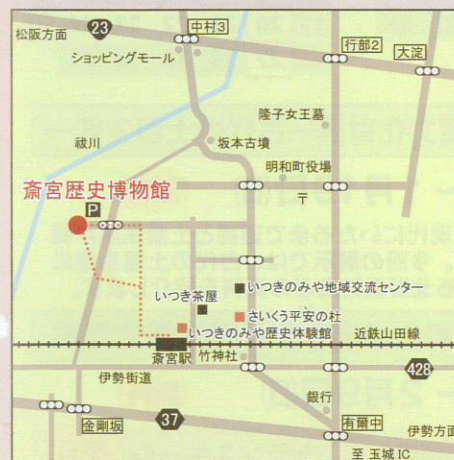 松阪方面
23
中村3
行部2
大淀
ショッピングモール
隆子女王墓
祓川
坂本古墳
明和町役場
〒
斎宮歴史博物館
P
いつきのみや地域交流センター
いつき茶屋
さいくう平安の杜
いつきのみや歴史体験館
近鉄山田線
斎宮駅
竹神社
伊勢街道
428
銀行
37
金剛坂
有爾中
伊勢方面
至 玉城 IC